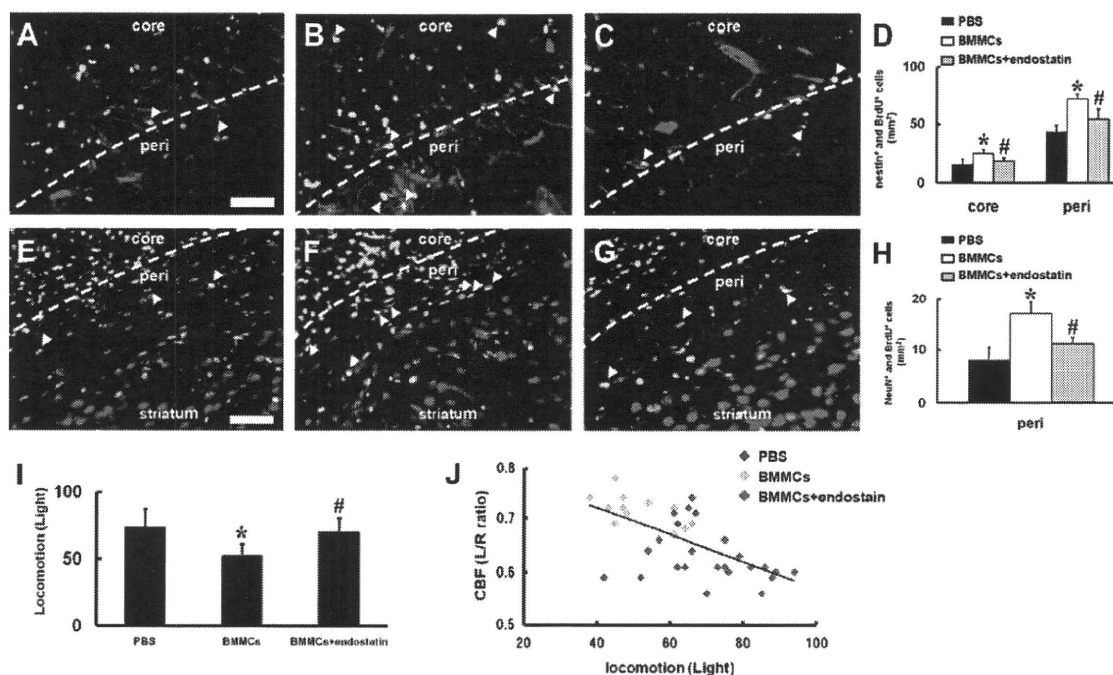 A
core
peri
B
core
peri
C
core
peri
D
PBS
BMMCs
BMMCs+endostatin
nestin⁺ and BrdU⁺ cells
(mm²)
100
50
0
* # * #
core peri
E
core
peri
striatum
F
core
peri
striatum
G
core
peri
striatum
H
PBS
BMMCs
BMMCs+endostatin
NeuN⁺ and BrdU⁺ cells
(mm²)
20
10
0
* #
peri
I
Locomotion (Light)
100
50
0
* #
PBS BMMCs BMMCs+endostatin
J
PBS
BMMCs
BMMCs+endostain
CBF (L/R ratio)
0.8
0.7
0.6
0.5
20 40 60 80 100
locomotion (Light)